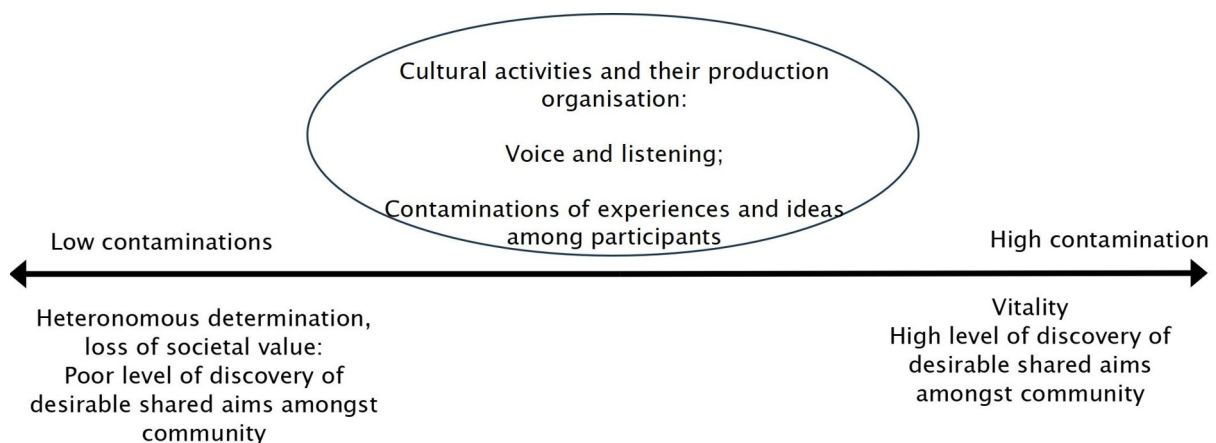 Cultural activities and their production
organisation:
Voice and listening;
Contaminations of experiences and ideas
among participants
Low contaminations
High contamination
Heteronomous determination,
loss of societal value:
Poor level of discovery of
desirable shared aims amongst
community
Vitality
High level of discovery of
desirable shared aims
amongst community